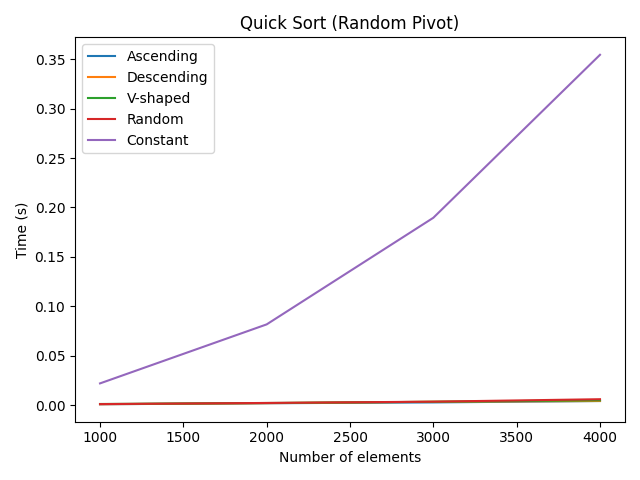 Quick Sort (Random Pivot)
Ascending
Descending
V-shaped
Random
Constant
Time (s)
0.35
0.30
0.25
0.20
0.15
0.10
0.05
0.00
1000 1500 2000 2500 3000 3500 4000
Number of elements